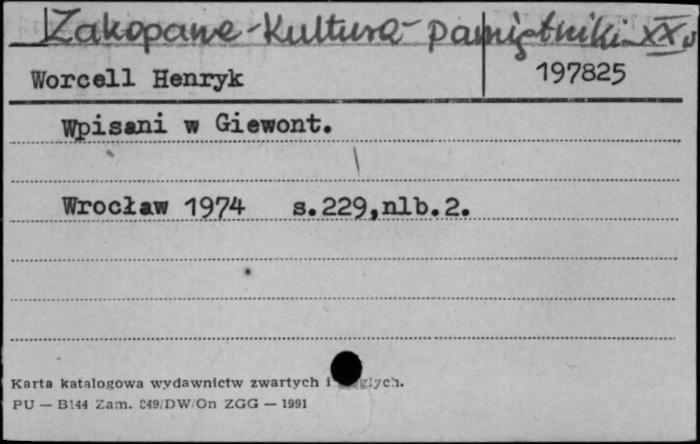 Zakopane-Kultura-Pamiętniki-XX w
Worcell Henryk 197825
Wpisani w Giewont.
Wrocław 1974 s.229,nlb.2.
Karta katalogowa wydawnictw zwartych i
PU — B144 Zam. 849/DW/On ZGG — 1991